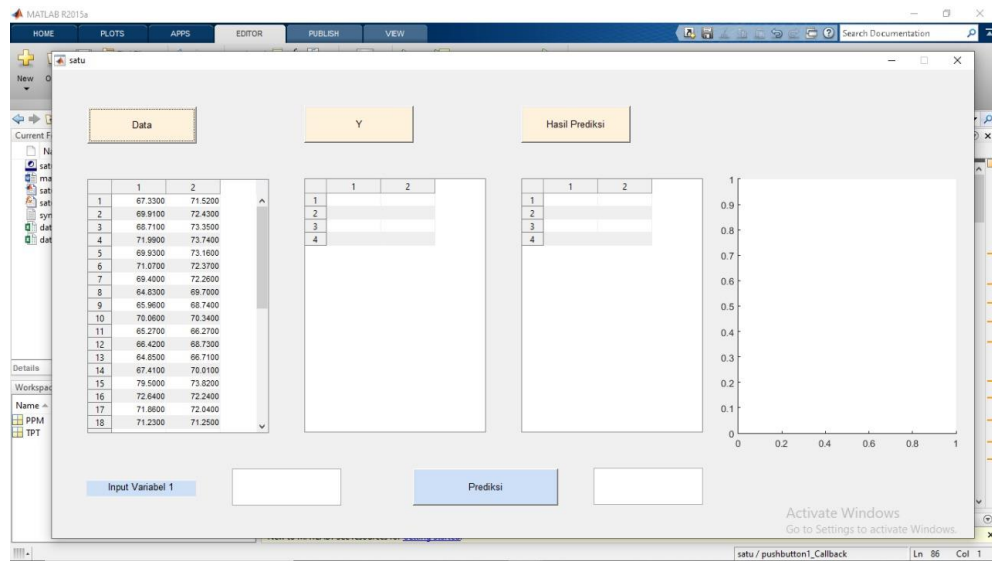 MATLAB R2015a
HOME PLOTS APPS EDITOR PUBLISH VIEW Search Documentation
New
satu
Current F
Data Y Hasil Prediksi
sat
ma
sat
sat
syn
dat
dat
1 2
1 67.3300 71.5200
2 69.9100 72.4300
3 68.7100 73.3500
4 71.9900 73.7400
5 69.9300 73.1600
6 71.0700 72.3700
7 69.4000 72.2600
8 64.8300 69.7000
9 65.9600 68.7400
10 70.0600 70.3400
11 65.2700 66.2700
12 66.4200 68.7300
13 64.8500 66.7100
14 67.4100 70.0100
15 79.5000 73.8200
16 72.6400 72.2400
17 71.8600 72.0400
18 71.2300 71.2500
1 2
1
2
3
4
1 2
1
2
3
4
1
0.9
0.8
0.7
0.6
0.5
0.4
0.3
0.2
0.1
0
0 0.2 0.4 0.6 0.8 1
Details
Workspac
Name
PPM
TPT
Input Variabel 1 Prediksi
Activate Windows
Go to Settings to activate Windows.
satu / pushbutton1_Callback Ln 86 Col 1